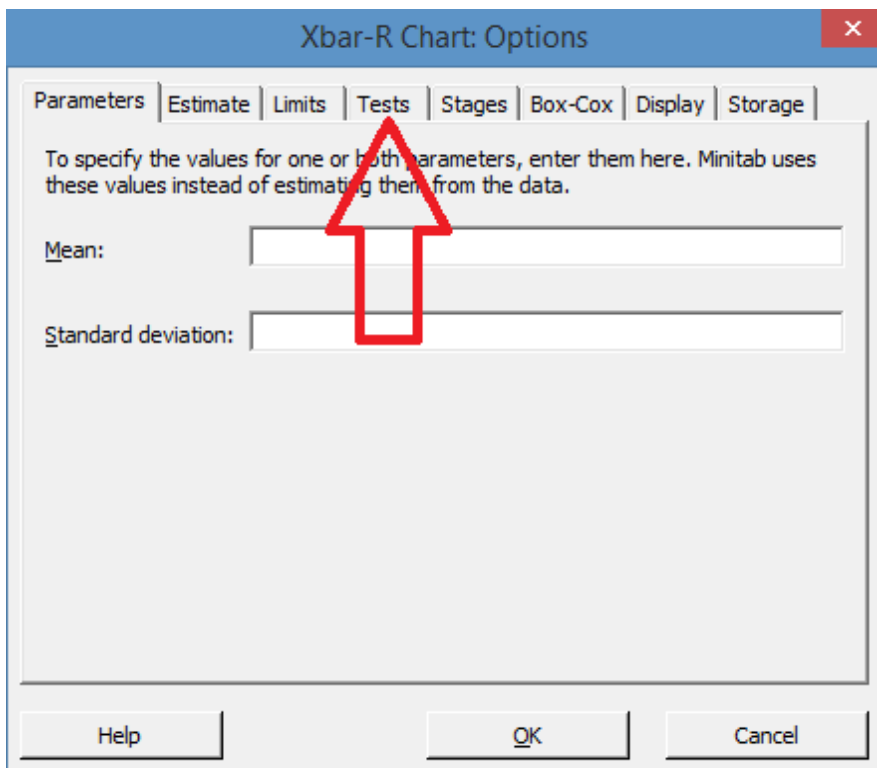 Xbar-R Chart: Options
Parameters Estimate Limits Tests Stages Box-Cox Display Storage
To specify the values for one or both parameters, enter them here. Minitab uses
these values instead of estimating them from the data.
Mean:
Standard deviation:
Help OK Cancel